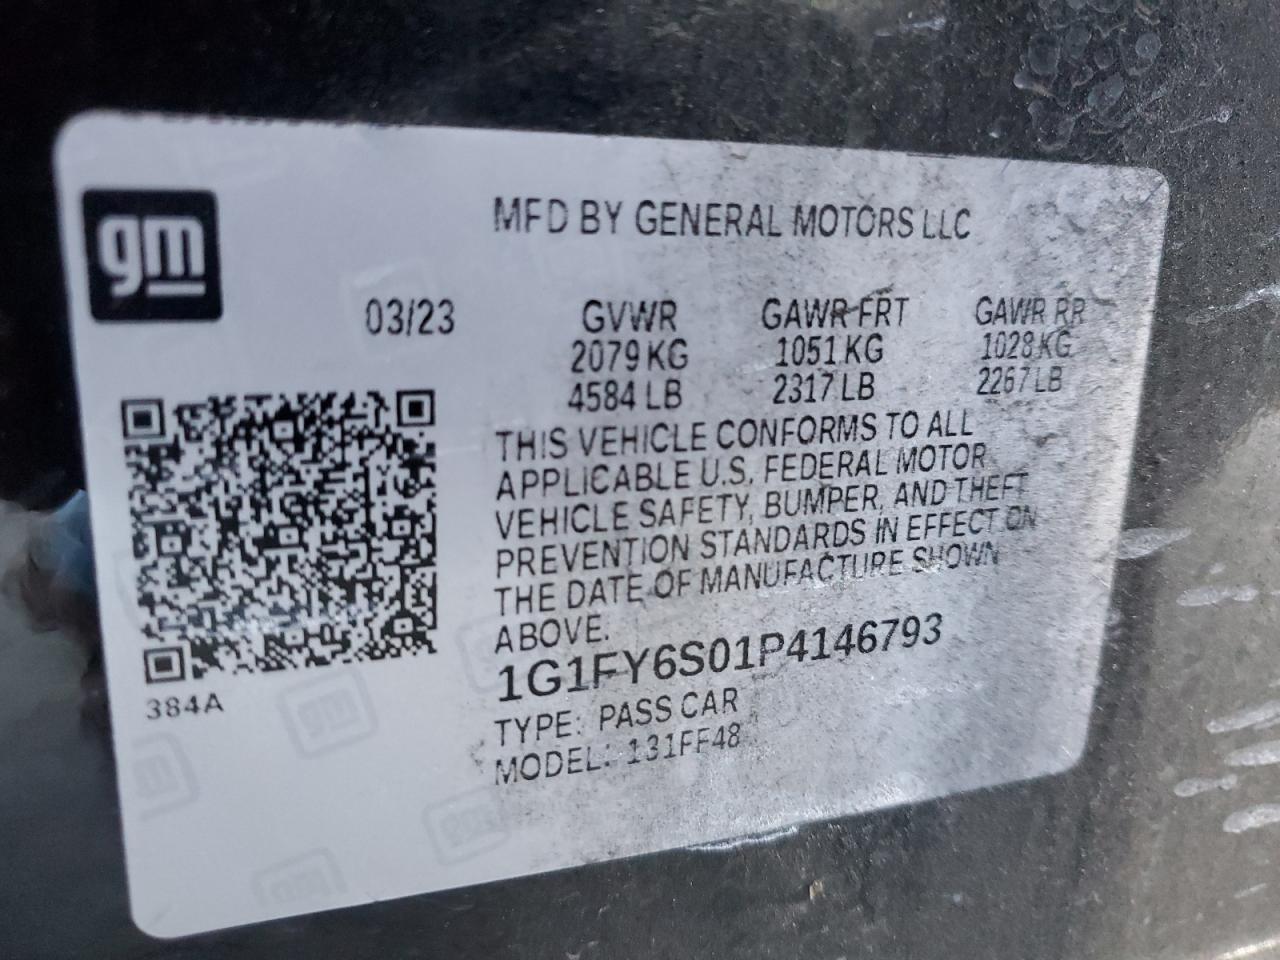 gm
MFD BY GENERAL MOTORS LLC
03/23 GVWR GAWR FRT GAWR RR
2079 KG 1051 KG 1028 KG
4584 LB 2317 LB 2267 LB
THIS VEHICLE CONFORMS TO ALL
APPLICABLE U.S. FEDERAL MOTOR
VEHICLE SAFETY, BUMPER, AND THEFT
PREVENTION STANDARDS IN EFFECT ON
THE DATE OF MANUFACTURE SHOWN
ABOVE.
1G1FY6S01P4146793
TYPE: PASS CAR
MODEL: 131FF48
384A